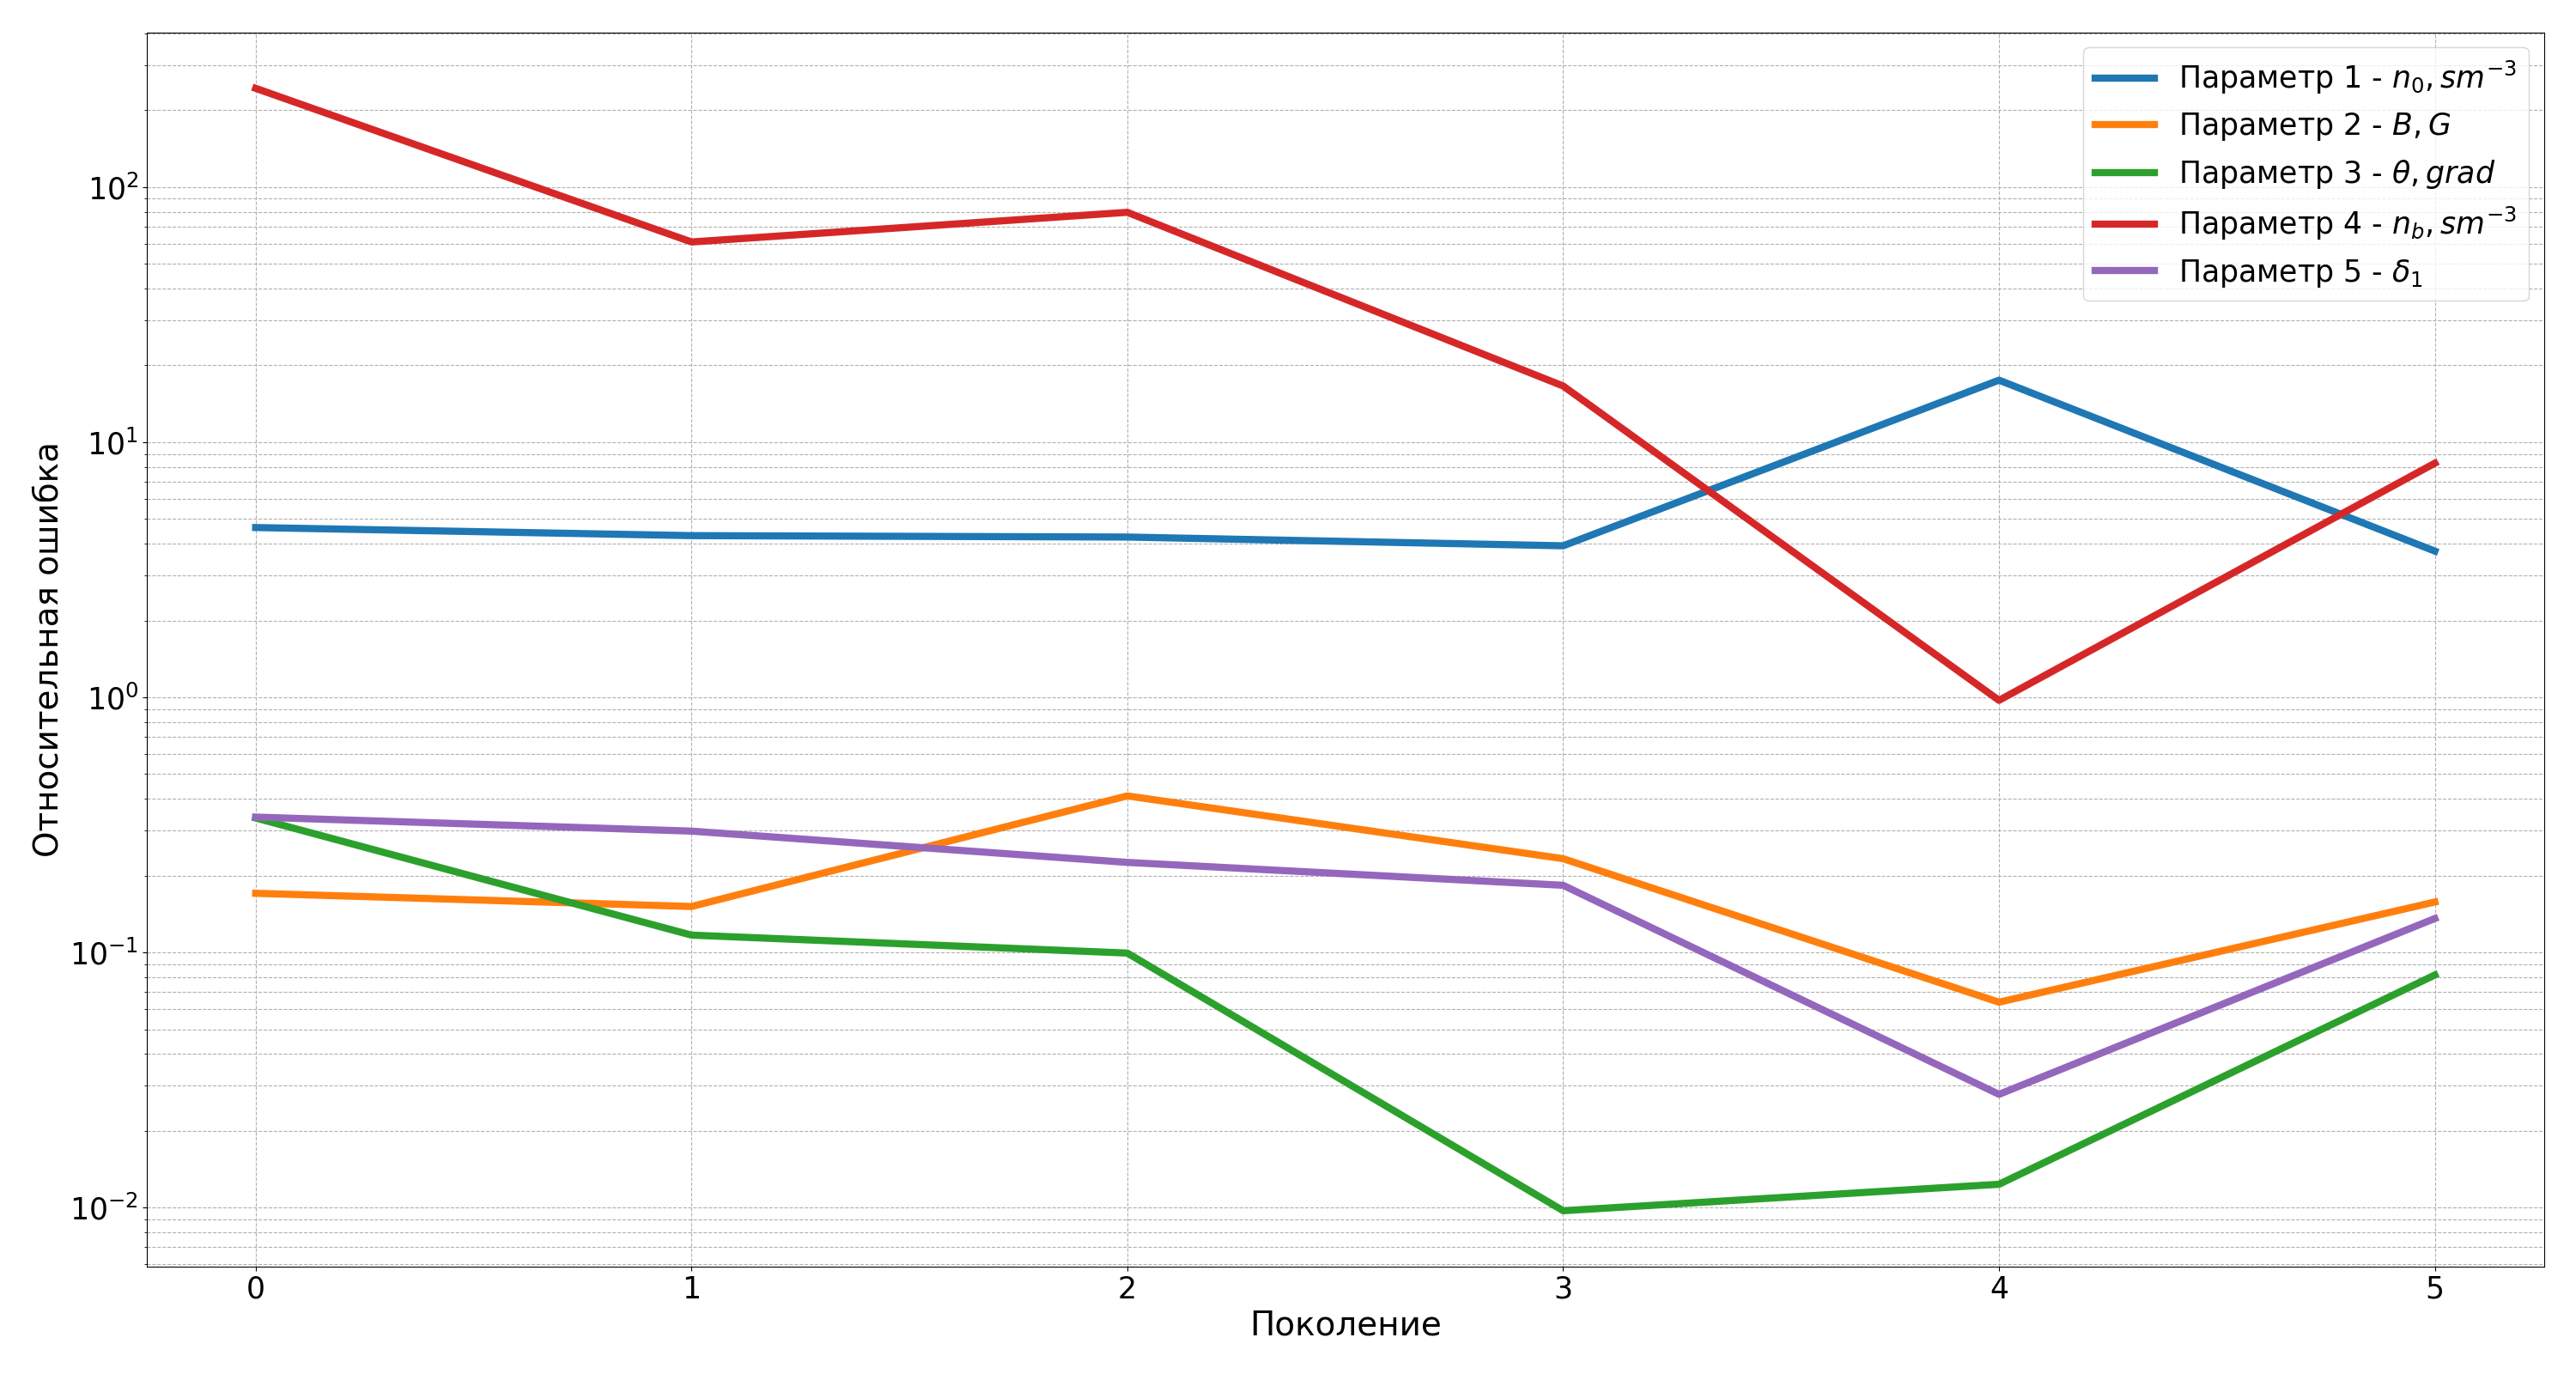 Относительная ошибка
10²
10¹
10⁰
10⁻¹
10⁻²
Параметр 1 - n₀, sm⁻³
Параметр 2 - B, G
Параметр 3 - θ, grad
Параметр 4 - n_b, sm⁻³
Параметр 5 - δ₁
0 1 2 3 4 5
Поколение